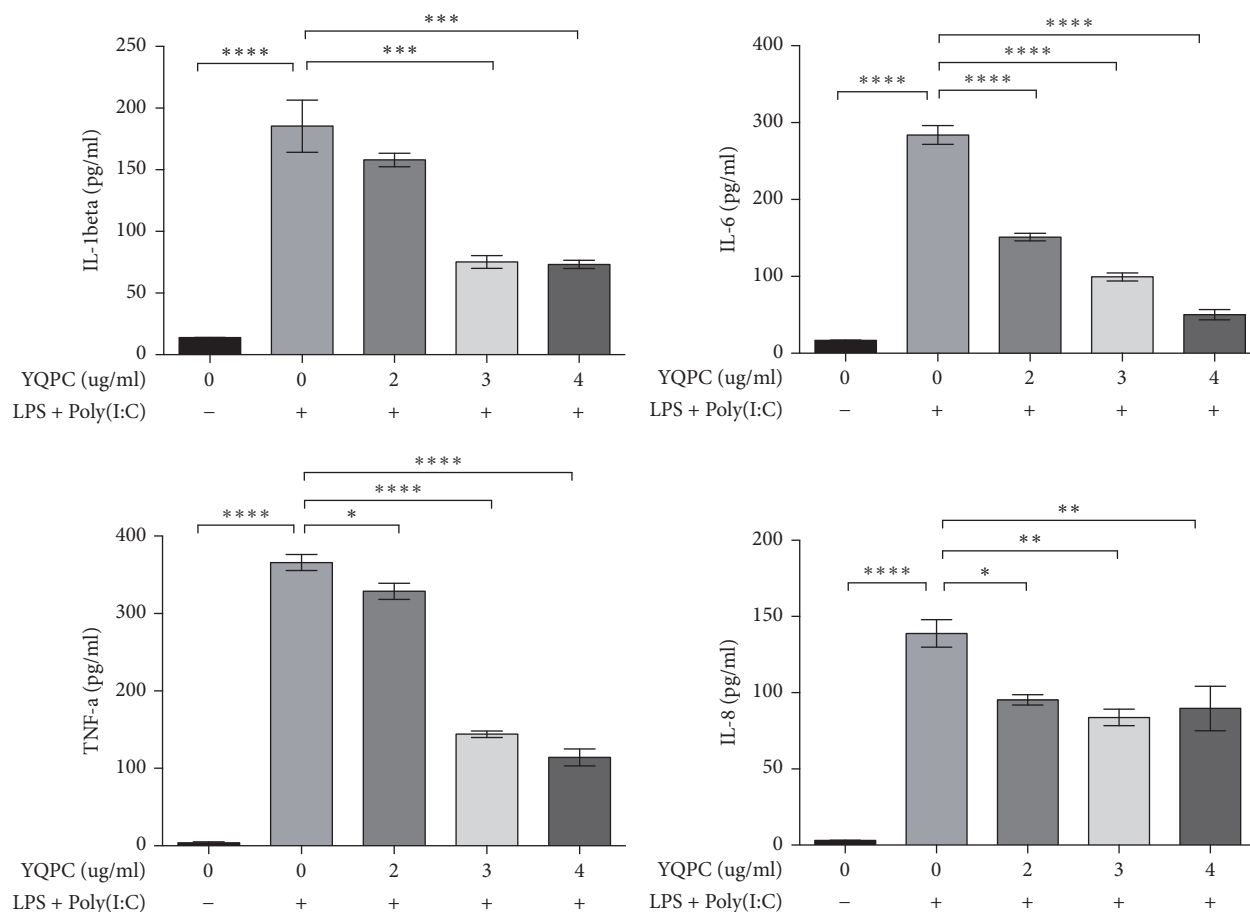 ***
**** ***
250
200
150
100
50
0
IL-1beta (pg/ml)
YQPC (ug/ml) 0 0 2 3 4
LPS + Poly(I:C) − + + + +
****
****
**** ****
400
300
200
100
0
IL-6 (pg/ml)
YQPC (ug/ml) 0 0 2 3 4
LPS + Poly(I:C) − + + + +
****
****
**** *
400
300
200
100
0
TNF-a (pg/ml)
YQPC (ug/ml) 0 0 2 3 4
LPS + Poly(I:C) − + + + +
**
**
**** *
200
150
100
50
0
IL-8 (pg/ml)
YQPC (ug/ml) 0 0 2 3 4
LPS + Poly(I:C) − + + + +